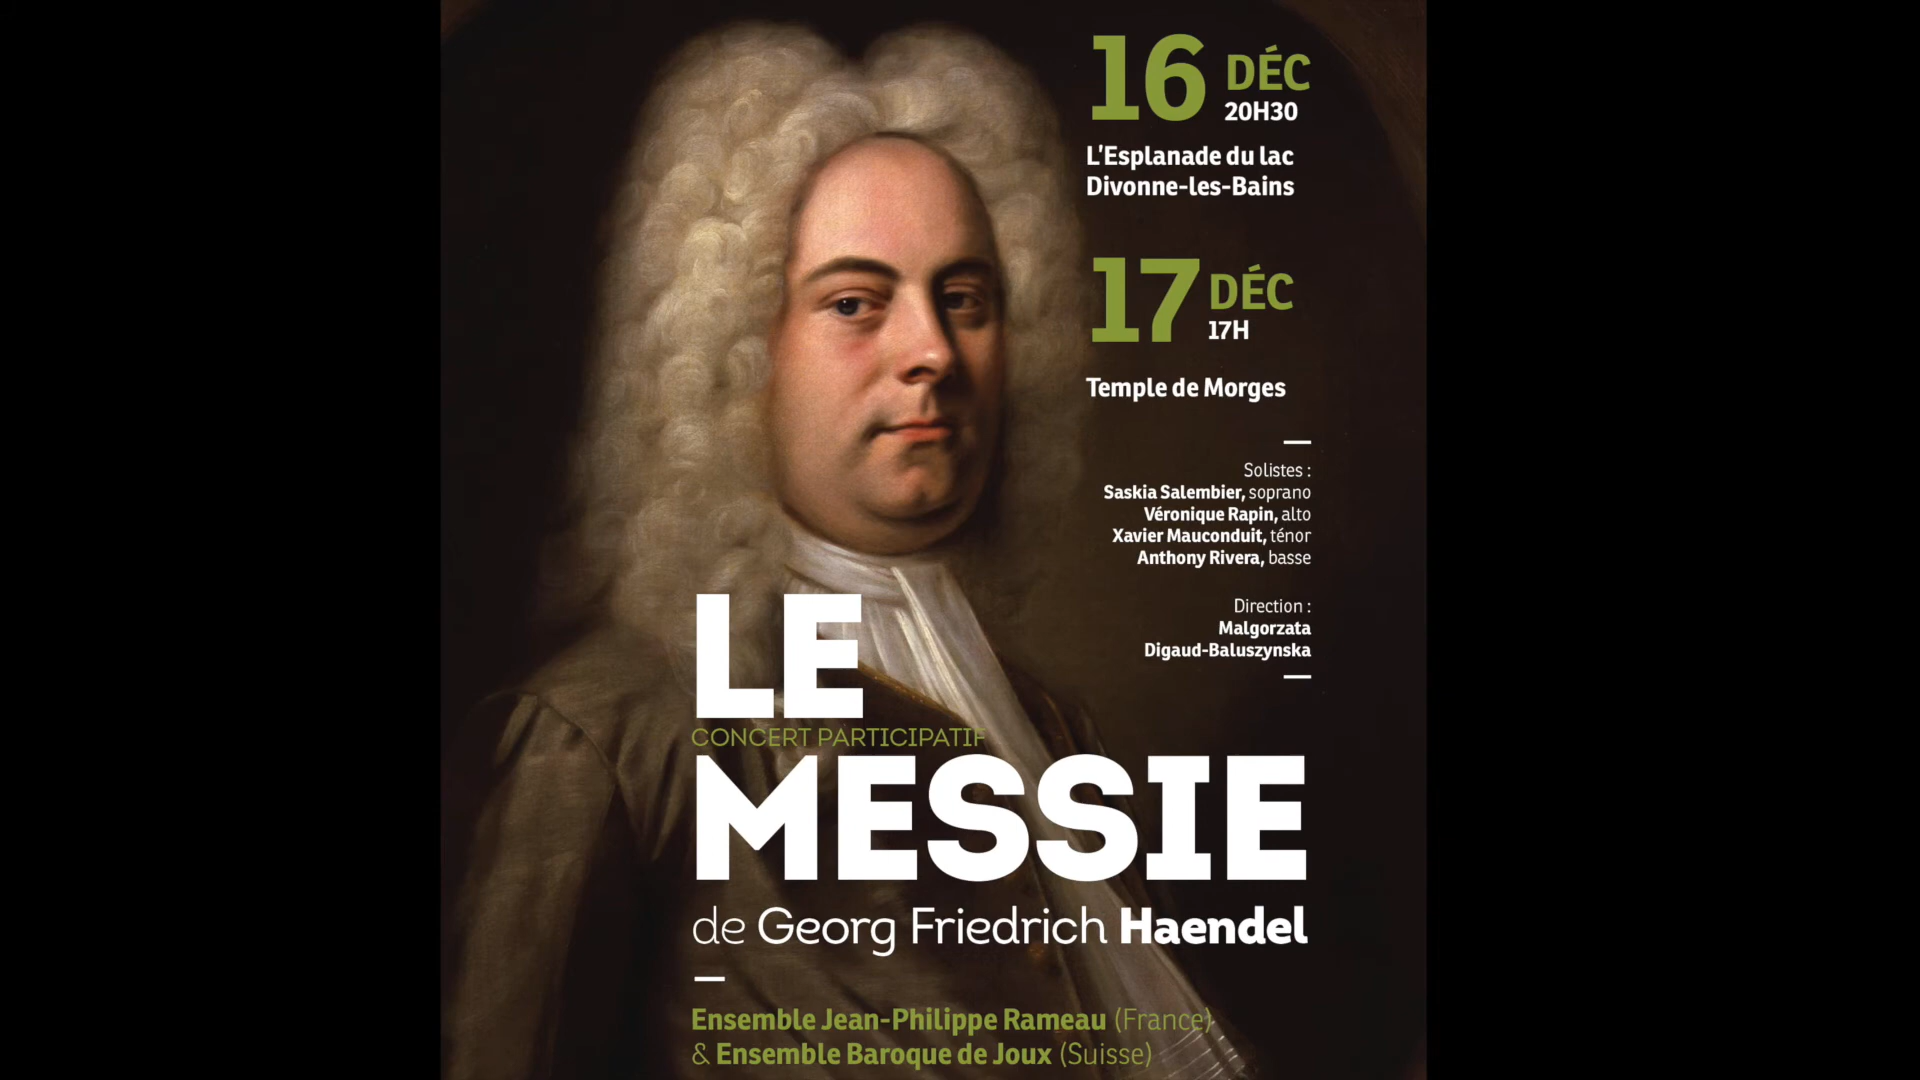 16 DÉC
20H30
L'Esplanade du lac
Divonne-les-Bains
17 DÉC
17H
Temple de Morges
Solistes :
Saskia Salembier, soprano
Véronique Rapin, alto
Xavier Mauconduit, ténor
Anthony Rivera, basse
Direction :
Malgorzata
Digaud-Baluszynska
LE
CONCERT PARTICIPATIF
MESSIE
de Georg Friedrich Haendel
Ensemble Jean-Philippe Rameau (France)
& Ensemble Baroque de Joux (Suisse)